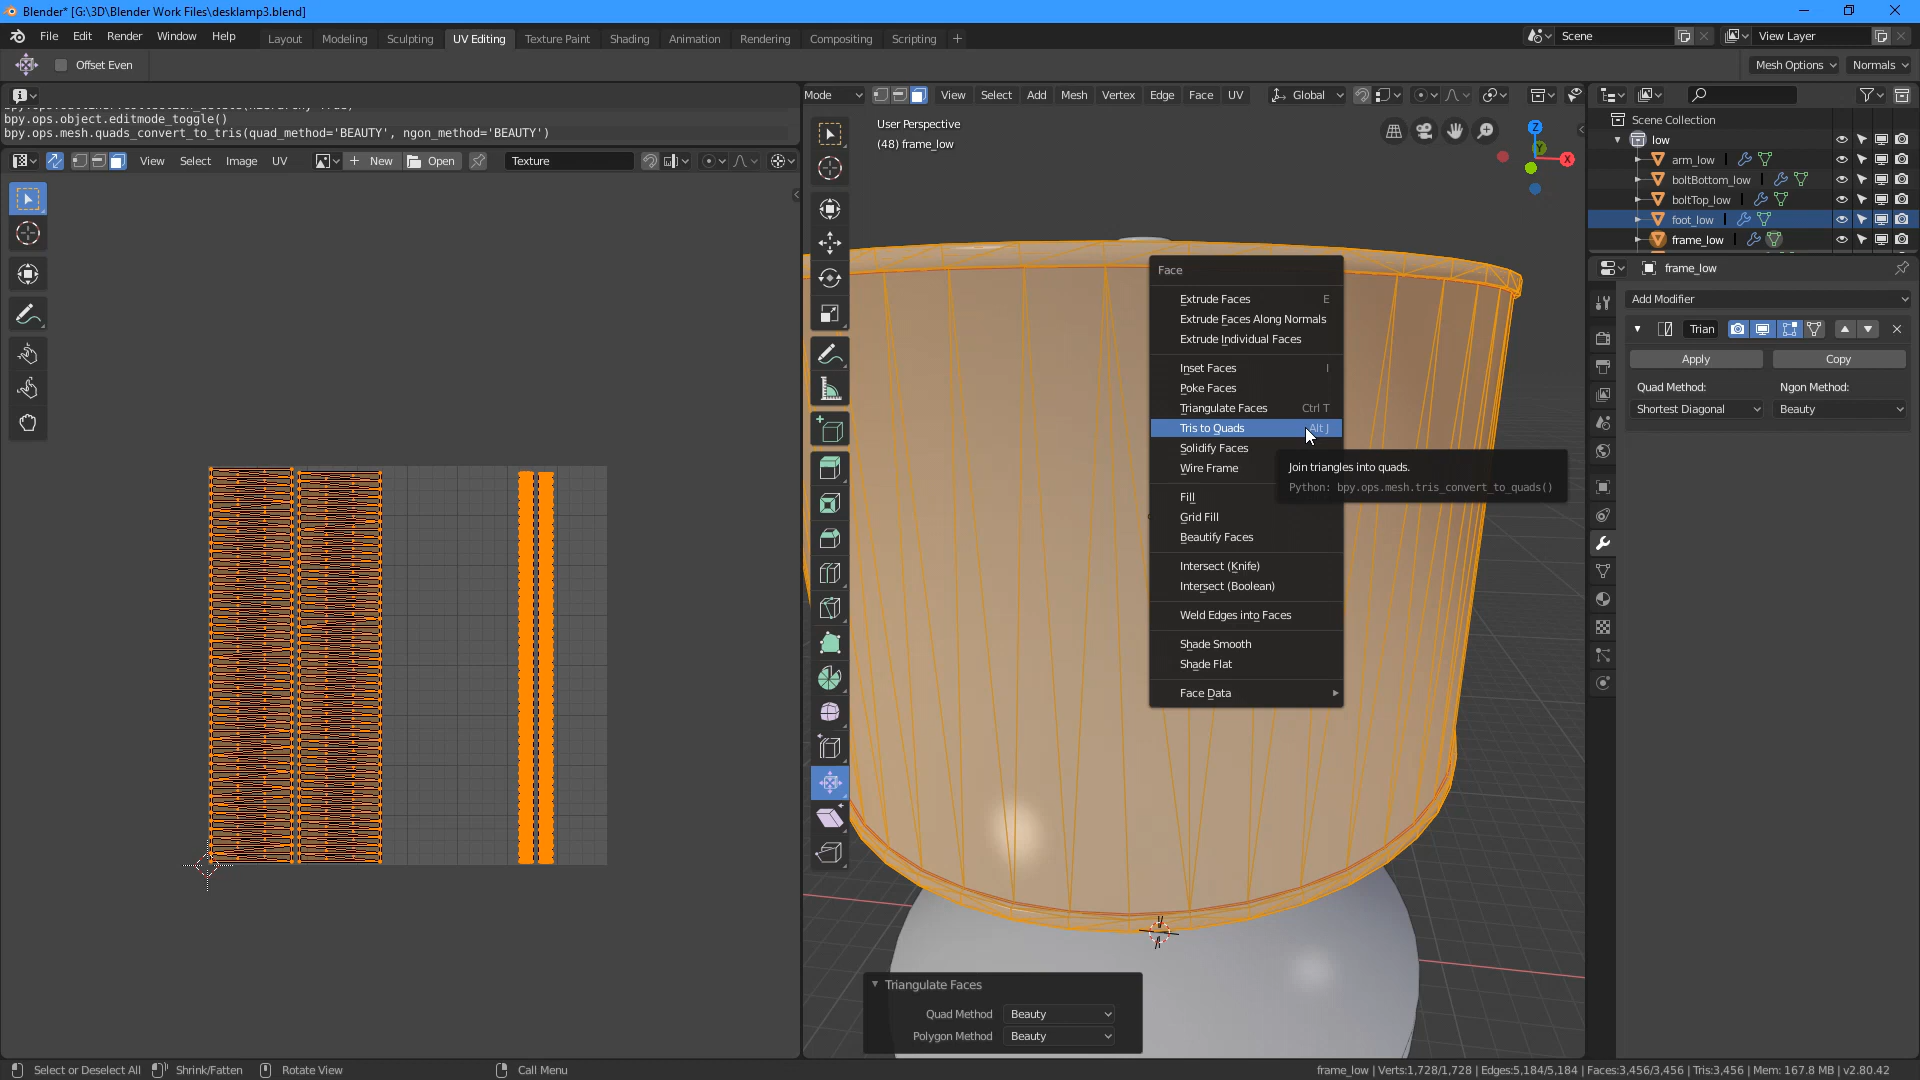 Blender* [G:\3D\Blender Work Files\desklamp3.blend]
File Edit Render Window Help Layout Modeling Sculpting UV Editing Texture Paint Shading Animation Rendering Compositing Scripting + Scene View Layer
Offset Even Mesh Options Normals
Mode View Select Add Mesh Vertex Edge Face UV Global
bpy.ops.object.editmode_toggle()
bpy.ops.mesh.quads_convert_to_tris(quad_method='BEAUTY', ngon_method='BEAUTY')
View Select Image UV New Open Texture
User Perspective
(48) frame_low
Scene Collection
low
arm_low
boltBottom_low
boltTop_low
foot_low
frame_low
frame_low
Add Modifier
Trian
Apply Copy
Quad Method: Ngon Method:
Shortest Diagonal Beauty
Face
Extrude Faces E
Extrude Faces Along Normals
Extrude Individual Faces
Inset Faces I
Poke Faces
Triangulate Faces Ctrl T
Tris to Quads Alt J
Solidify Faces
Wire Frame
Fill
Grid Fill
Beautify Faces
Intersect (Knife)
Intersect (Boolean)
Weld Edges into Faces
Shade Smooth
Shade Flat
Face Data
Join triangles into quads.
Python: bpy.ops.mesh.tris_convert_to_quads()
Triangulate Faces
Quad Method Beauty
Polygon Method Beauty
Select or Deselect All Shrink/Fatten Rotate View Call Menu
frame_low | Verts:1,728/1,728 | Edges:5,184/5,184 | Faces:3,456/3,456 | Tris:3,456 | Mem: 167.8 MB | v2.80.42